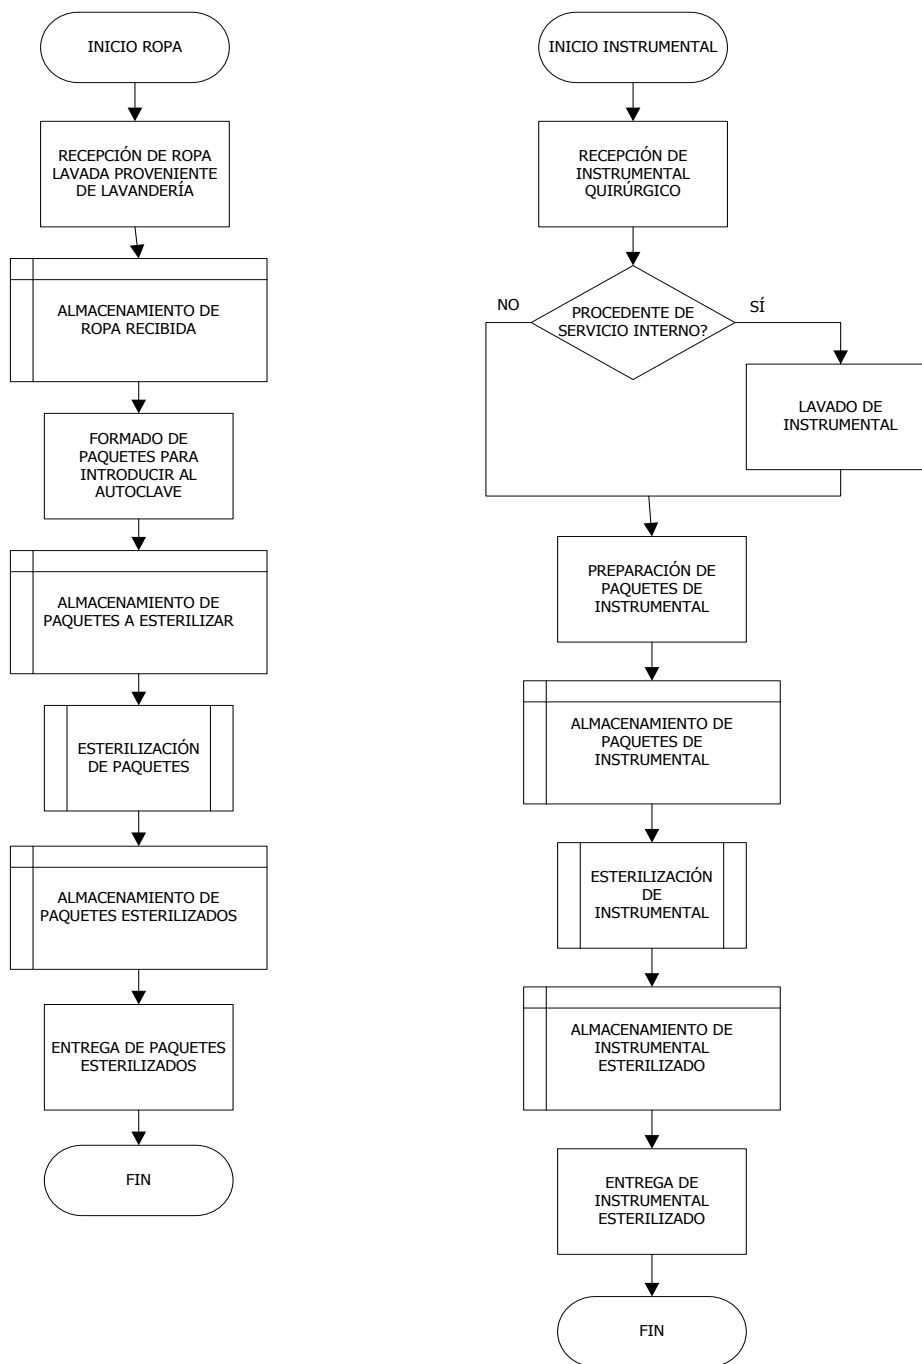 INICIO ROPA
RECEPCIÓN DE ROPA
LAVADA PROVENIENTE
DE LAVANDERÍA
ALMACENAMIENTO DE
ROPA RECIBIDA
FORMADO DE
PAQUETES PARA
INTRODUCIR AL
AUTOCLAVE
ALMACENAMIENTO DE
PAQUETES A ESTERILIZAR
ESTERILIZACIÓN
DE PAQUETES
ALMACENAMIENTO DE
PAQUETES ESTERILIZADOS
ENTREGA DE PAQUETES
ESTERILIZADOS
FIN
INICIO INSTRUMENTAL
RECEPCIÓN DE
INSTRUMENTAL
QUIRÚRGICO
PROCEDENTE DE
SERVICIO INTERNO?
NO
SÍ
LAVADO DE
INSTRUMENTAL
PREPARACIÓN DE
PAQUETES DE
INSTRUMENTAL
ALMACENAMIENTO DE
PAQUETES DE
INSTRUMENTAL
ESTERILIZACIÓN
DE
INSTRUMENTAL
ALMACENAMIENTO DE
INSTRUMENTAL
ESTERILIZADO
ENTREGA DE
INSTRUMENTAL
ESTERILIZADO
FIN